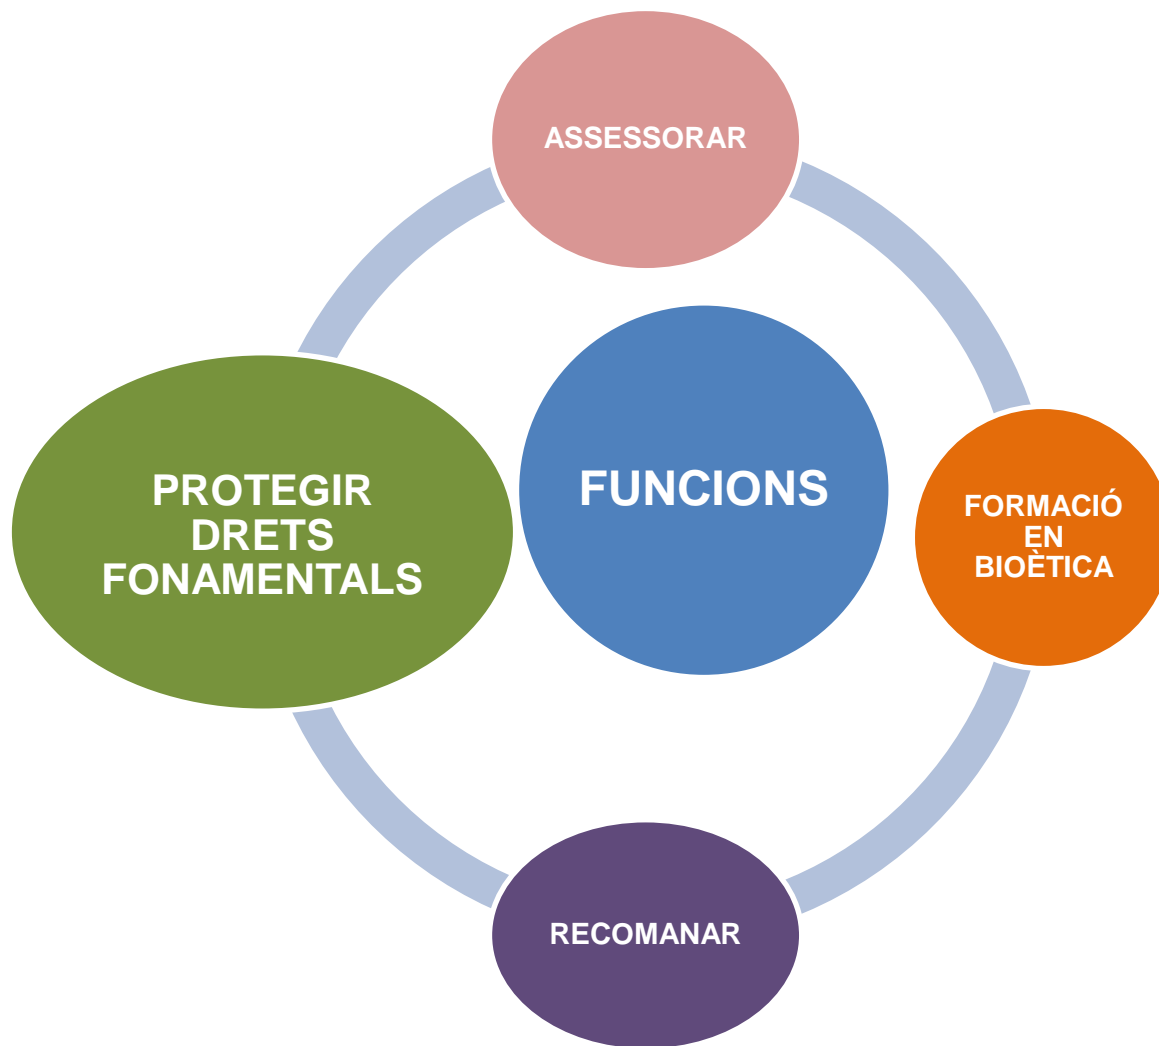 ASSESSORAR
FUNCIONS
PROTEGIR
DRETS
FONAMENTALS
FORMACIÓ
EN
BIOÈTICA
RECOMANAR